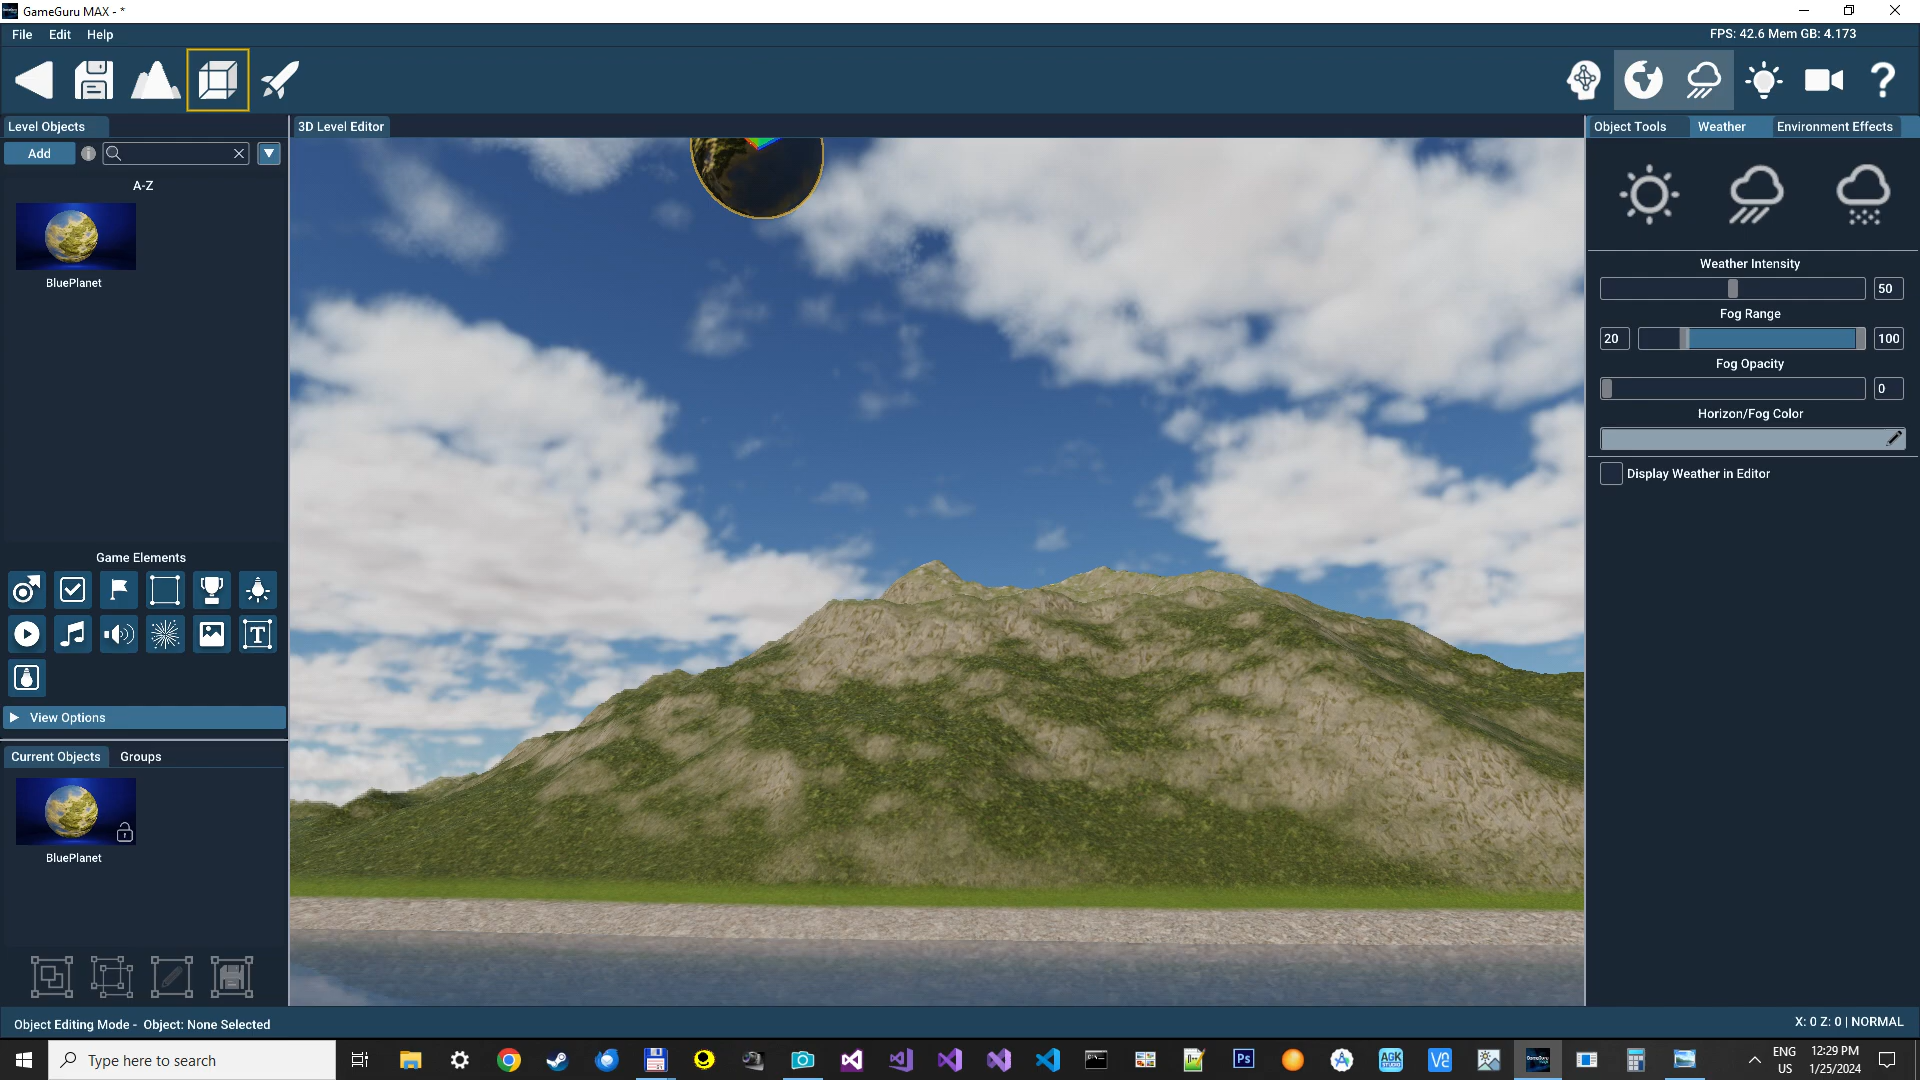 GameGuru MAX - *
File Edit Help
FPS: 42.6 Mem GB: 4.173
Level Objects
3D Level Editor
Object Tools Weather Environment Effects
Add
A-Z
BluePlanet
Weather Intensity
50
Fog Range
20 100
Fog Opacity
0
Horizon/Fog Color
Display Weather in Editor
Game Elements
View Options
Current Objects Groups
BluePlanet
Object Editing Mode - Object: None Selected
X: 0 Z: 0 | NORMAL
Type here to search
Ps
AGK
STUDIO
ENG
US
12:29 PM
1/25/2024